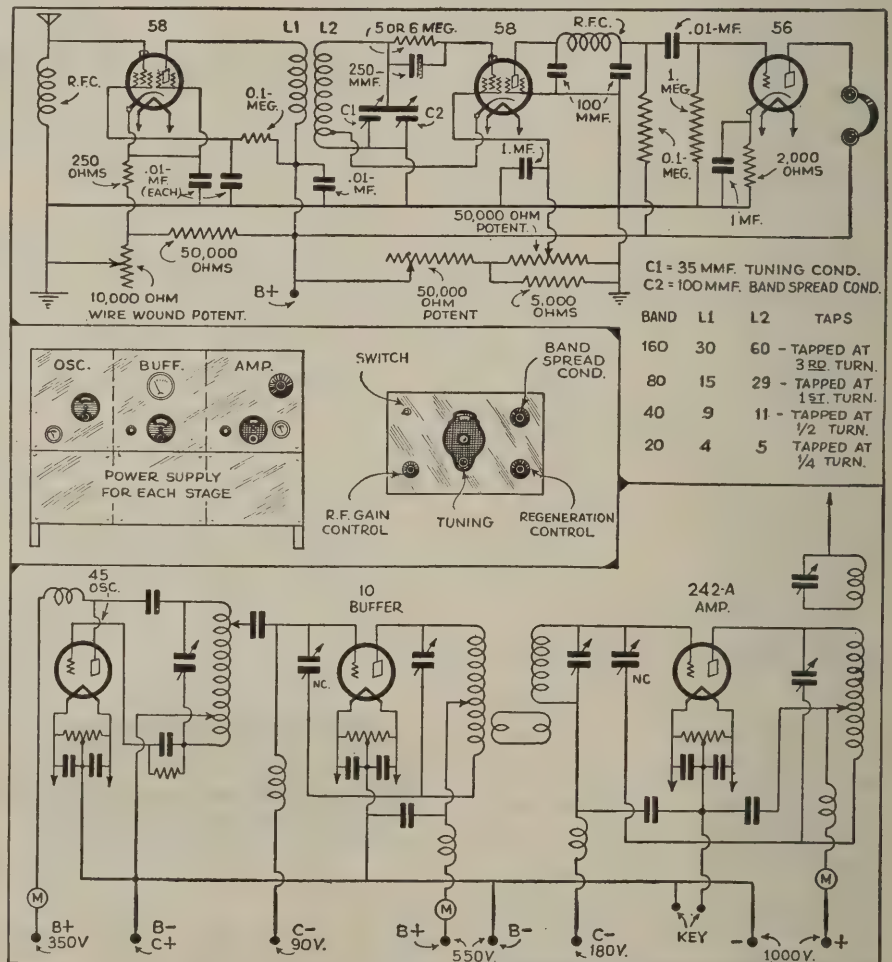 58
L1
L2
5 OR 6 MEG.
R.F.C.
.01-MF.
56
58
R.F.C.
0.1-
MEG.
250-
MMF.
C1
C2
100
MMF.
1.
MEG.
0.1-
MEG.
2,000
OHMS
250
OHMS
.01-
MF.
(EACH)
.01-
MF.
1. MF.
1 MF.
50,000 OHM
POTENT.
50,000
OHMS
10,000 OHM
WIRE WOUND POTENT.
B+
50,000
OHM
POTENT
5,000
OHMS
C1 = 35 MMF. TUNING COND.
C2 = 100 MMF. BAND SPREAD COND.
BAND L1 L2 TAPS
160 30 60 - TAPPED AT
3 RD. TURN.
80 15 29 - TAPPED AT
1 ST. TURN.
40 9 11 - TAPPED AT
1/2 TURN.
20 4 5 TAPPED AT
1/4 TURN.
OSC.
BUFF.
AMP.
POWER SUPPLY
FOR EACH STAGE
SWITCH
BAND
SPREAD
COND.
R.F. GAIN
CONTROL
TUNING
REGENERATION
CONTROL
45
OSC.
10
BUFFER
242-A
AMP.
NC.
NC
M
M
M
B+
350V.
B-
C+
C-
90V.
B+
550V.
B-
C-
180V.
KEY
-
1000V.
+